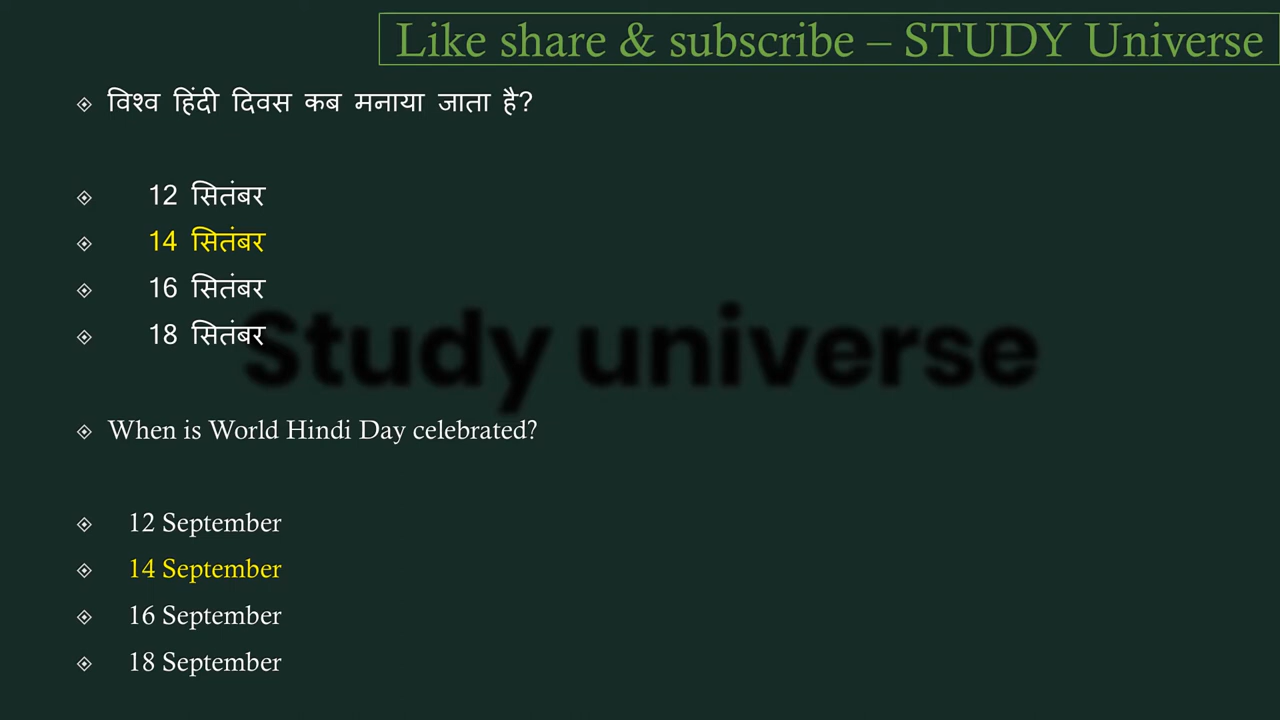 Like share & subscribe – STUDY Universe
विश्व हिंदी दिवस कब मनाया जाता है?
12 सितंबर
14 सितंबर
16 सितंबर
18 सितंबर
Study universe
When is World Hindi Day celebrated?
12 September
14 September
16 September
18 September